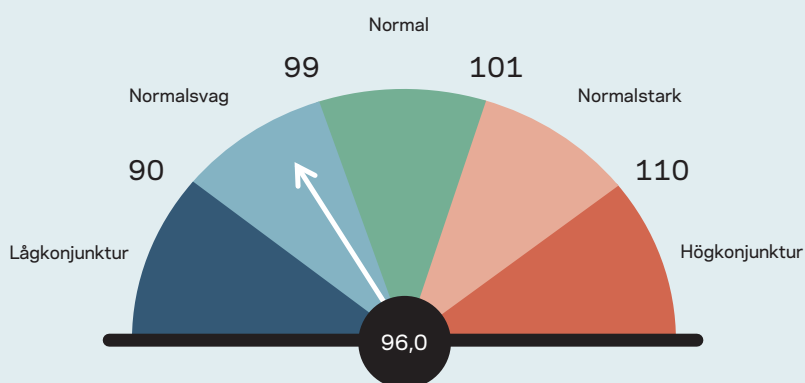 Normal
99
101
Normalsvag
Normalstark
90
110
Lågkonjunktur
Högkonjunktur
96,0